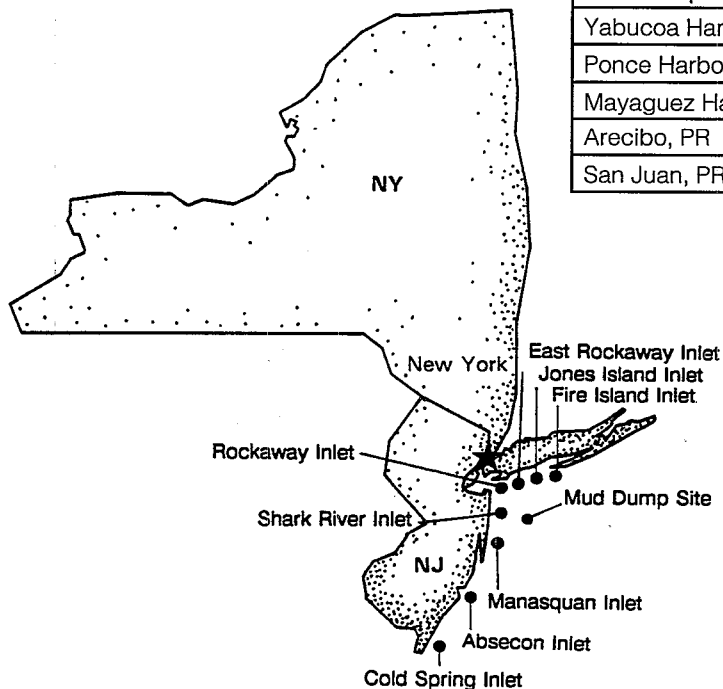 Yabucoa Har
Ponce Harbo
Mayaguez Ha
Arecibo, PR
San Juan, PR
NY
New York
East Rockaway Inlet
Jones Island Inlet
Fire Island Inlet
Rockaway Inlet
Mud Dump Site
Shark River Inlet
NJ
Manasquan Inlet
Absecon Inlet
Cold Spring Inlet